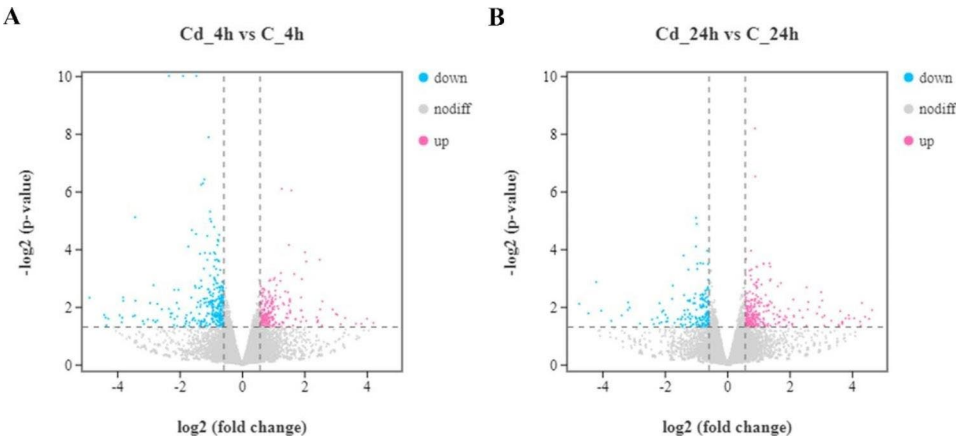 A
Cd_4h vs C_4h
-log2 (p-value)
10
8
6
4
2
0
-4
-2
0
2
4
log2 (fold change)
down
nodiff
up
B
Cd_24h vs C_24h
-log2 (p-value)
10
8
6
4
2
0
-4
-2
0
2
4
log2 (fold change)
down
nodiff
up